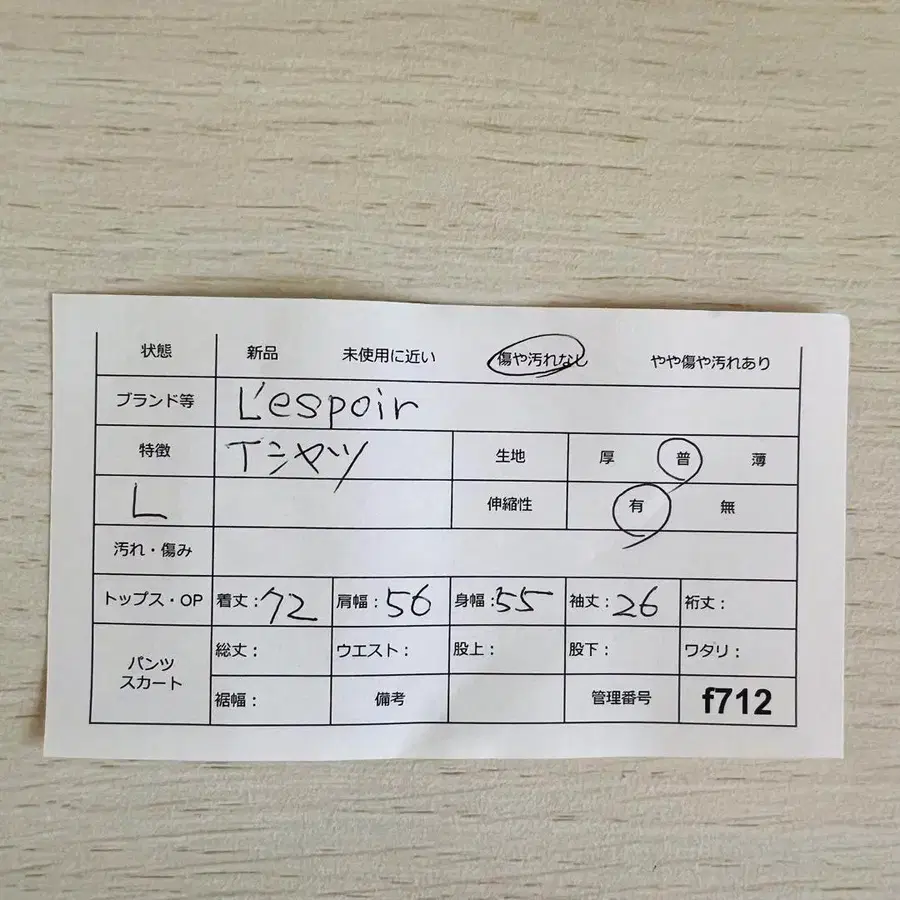 状態 新品 未使用に近い 傷や汚れなし やや傷や汚れあり
ブランド等 L'espoir
特徴 Tシャツ 生地 厚 普 薄
L 伸縮性 有 無
汚れ・傷み
トップス・OP 着丈:72 肩幅:56 身幅:55 袖丈:26 裄丈:
パンツ スカート 総丈: ウエスト: 股上: 股下: ワタリ:
裾幅: 備考 管理番号 f712